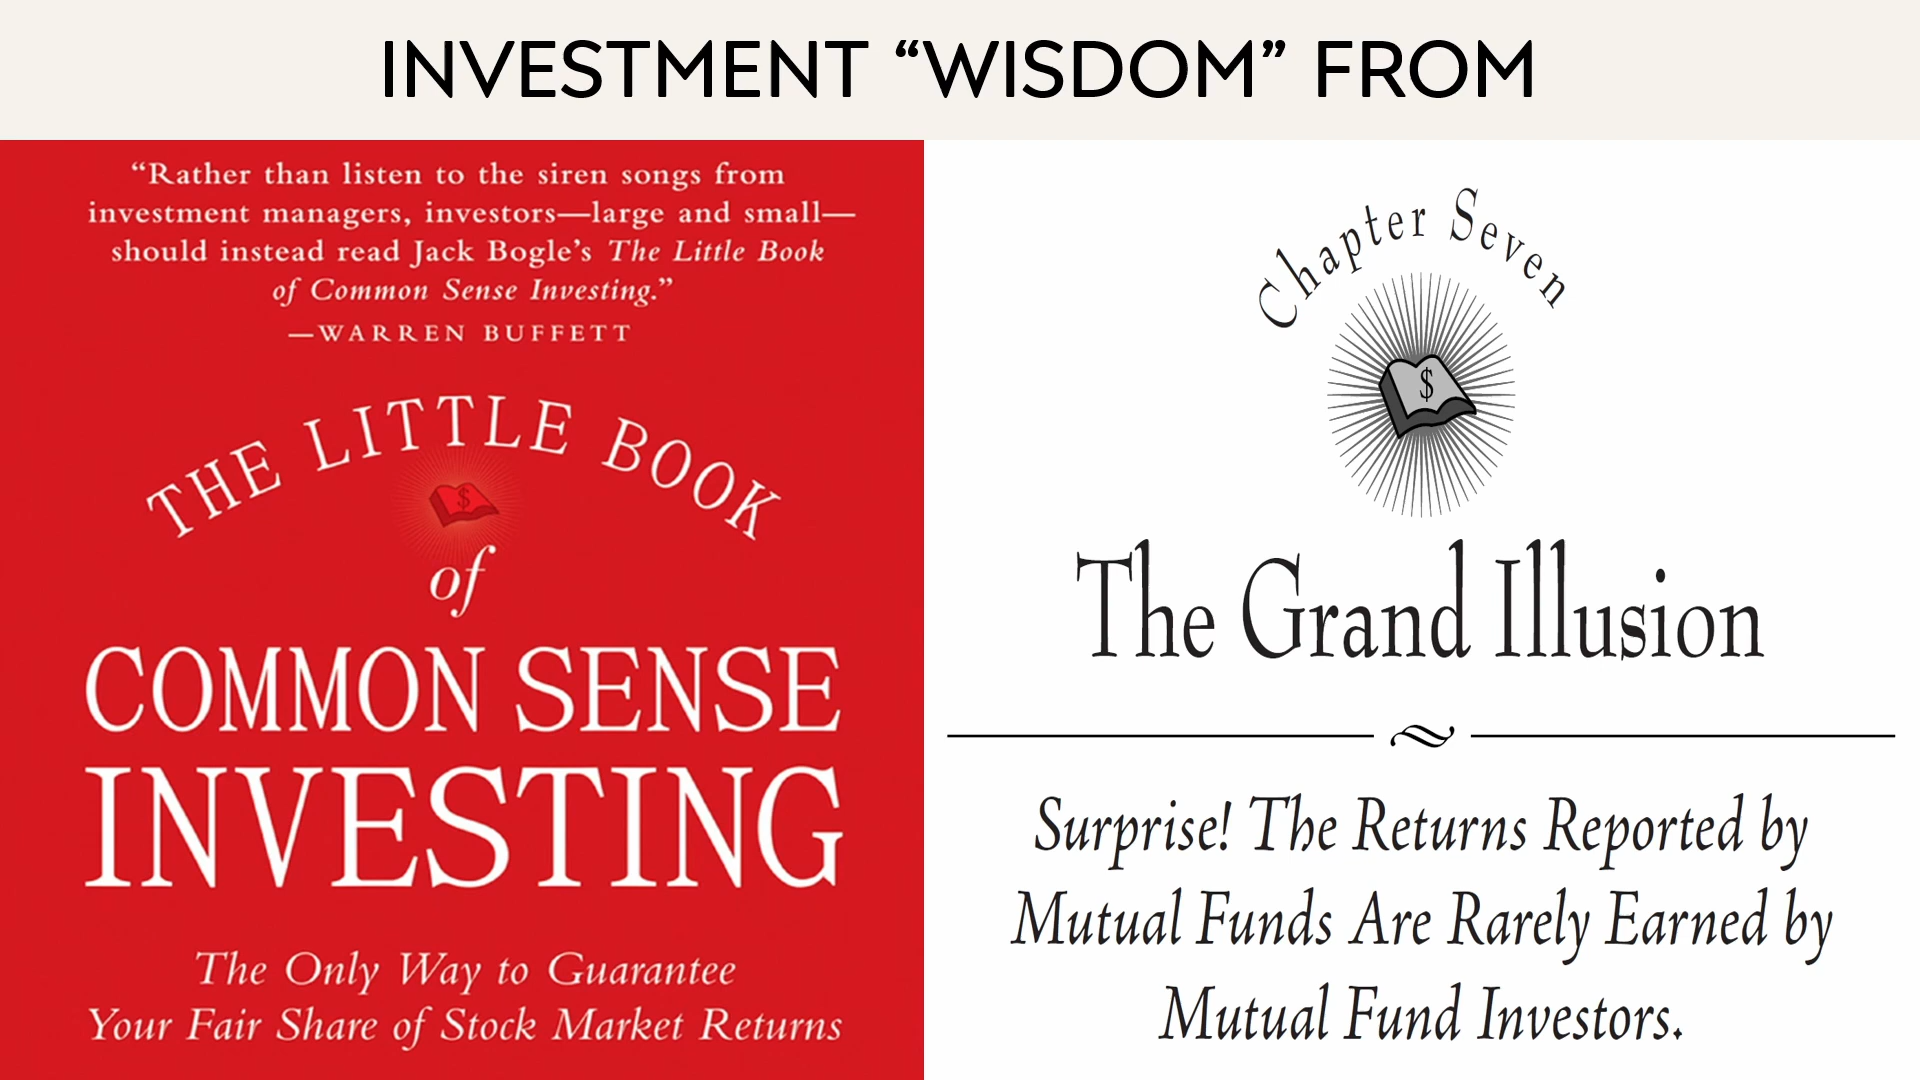 INVESTMENT “WISDOM” FROM
“Rather than listen to the siren songs from
investment managers, investors—large and small—
should instead read Jack Bogle’s The Little Book
of Common Sense Investing.”
—WARREN BUFFETT
THE LITTLE BOOK
$
of
COMMON SENSE
INVESTING
The Only Way to Guarantee
Your Fair Share of Stock Market Returns
Chapter Seven
$
The Grand Illusion
Surprise! The Returns Reported by
Mutual Funds Are Rarely Earned by
Mutual Fund Investors.